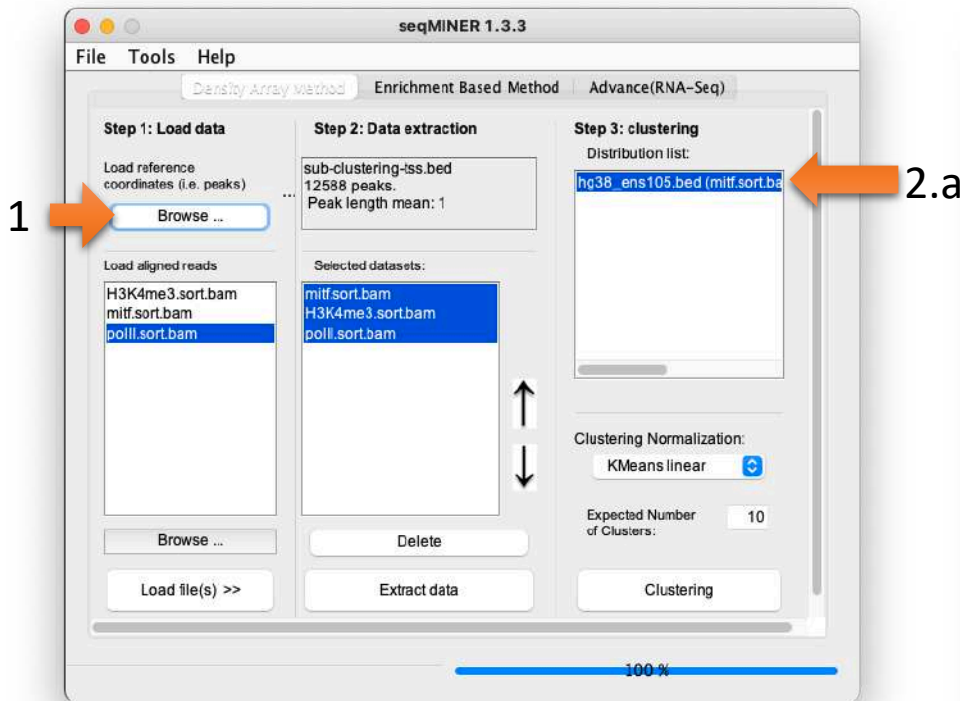 seqMINER 1.3.3
File Tools Help
Density Array Method Enrichment Based Method Advance(RNA-Seq)
Step 1: Load data
Load reference
coordinates (i.e. peaks)
...
1
Browse ...
Load aligned reads
H3K4me3.sort.bam
mitf.sort.bam
polII.sort.bam
Browse ...
Load file(s) >>
Step 2: Data extraction
sub-clustering-tss.bed
12588 peaks.
Peak length mean: 1
Selected datasets:
mitf.sort.bam
H3K4me3.sort.bam
polII.sort.bam
Delete
Extract data
Step 3: clustering
Distribution list:
hg38_ens105.bed (mitf.sort.ba
2.a
Clustering Normalization:
KMeans linear
Expected Number
of Clusters:
10
Clustering
100 %